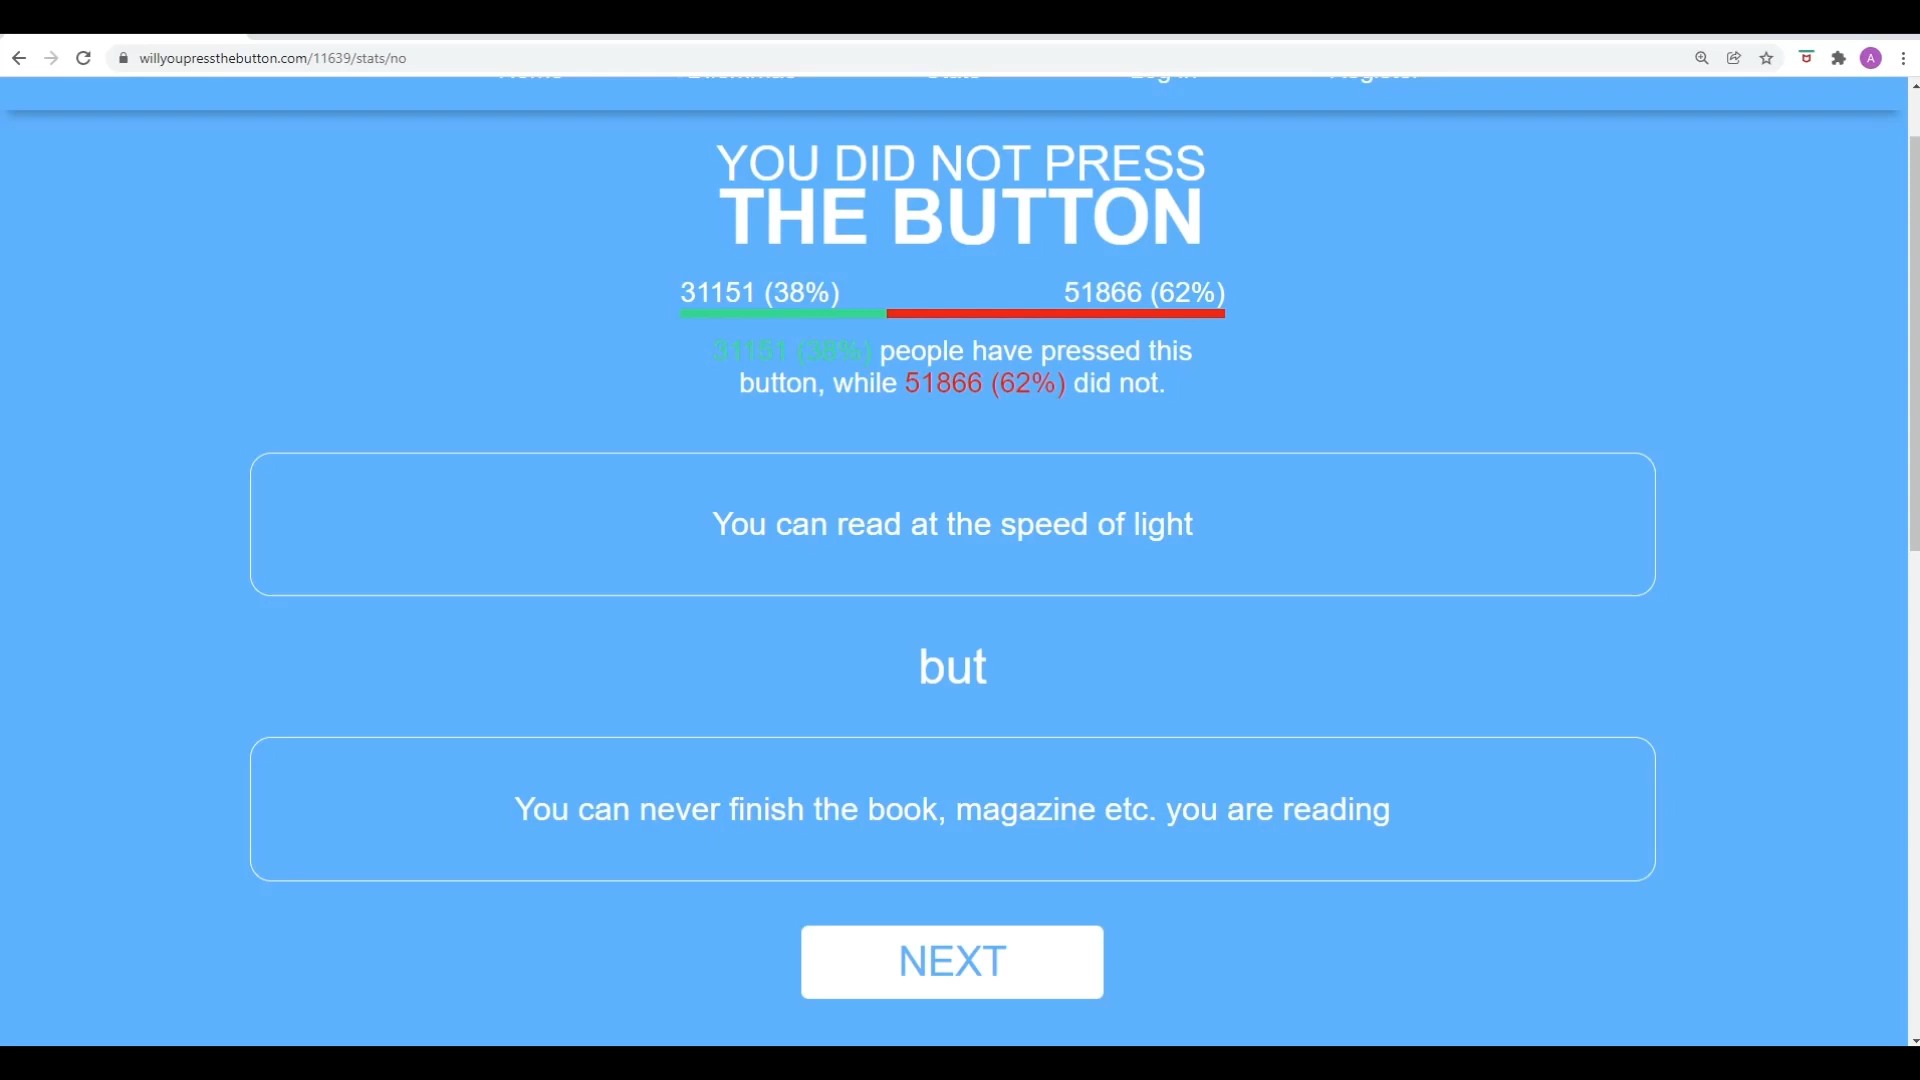 willyoupressthebutton.com/11639/stats/no
A
YOU DID NOT PRESS
THE BUTTON
31151 (38%) 51866 (62%)
31151 (38%) people have pressed this
button, while 51866 (62%) did not.
You can read at the speed of light
but
You can never finish the book, magazine etc. you are reading
NEXT